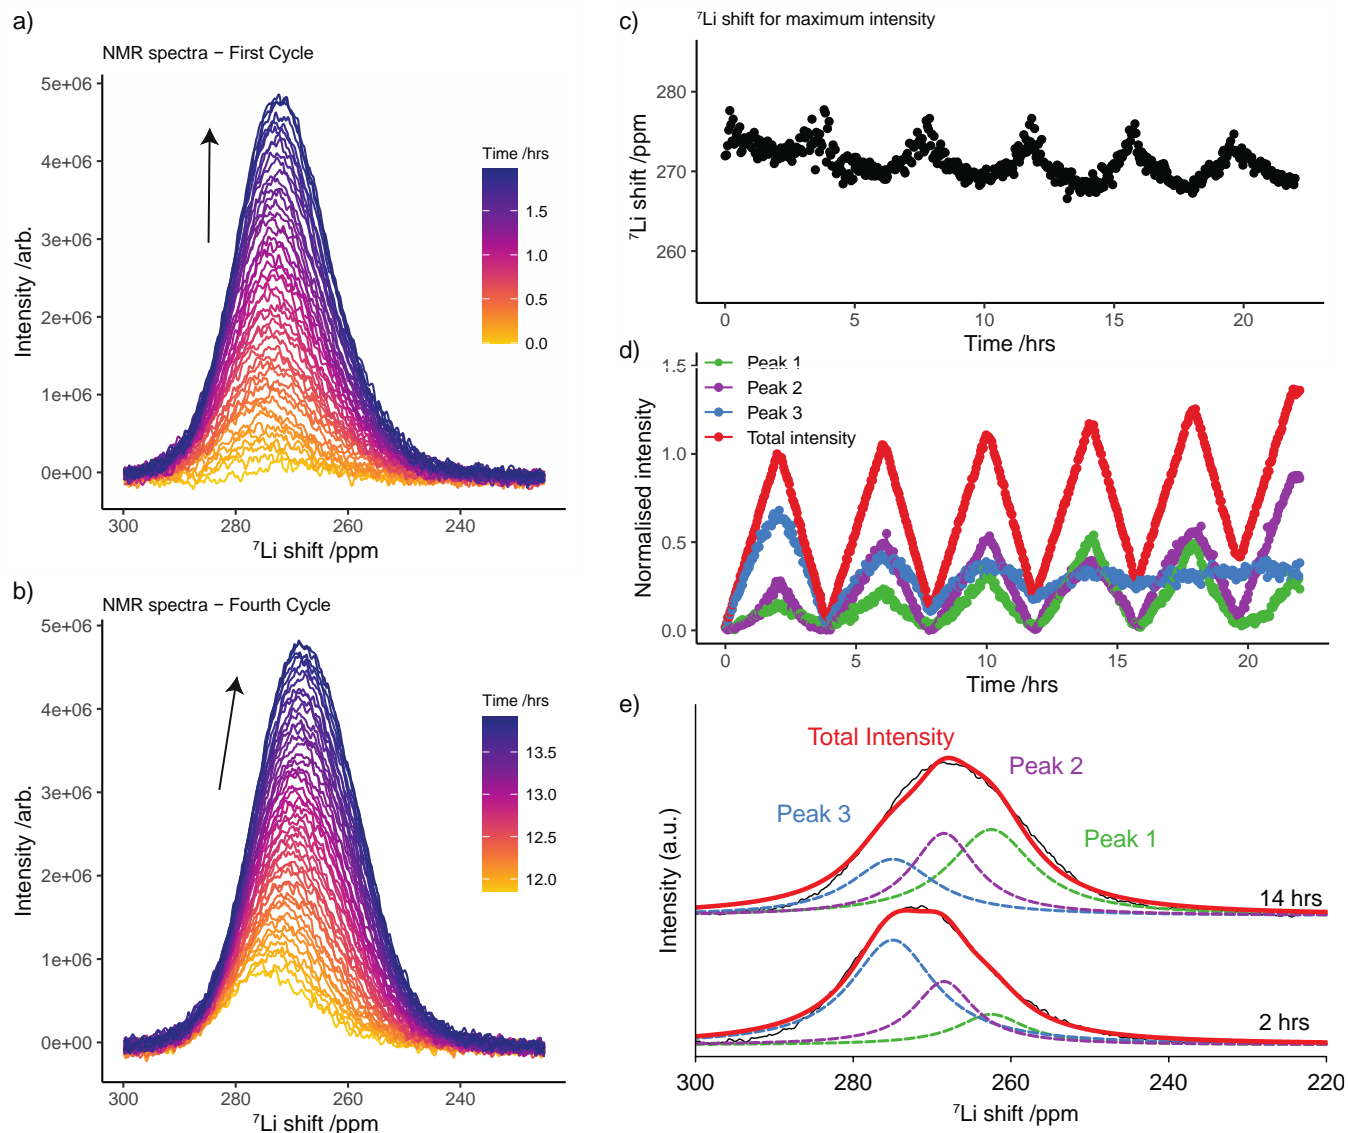 a)
NMR spectra − First Cycle
5e+06
4e+06
3e+06
2e+06
1e+06
0e+00
Intensity /arb.
Time /hrs
1.5
1.0
0.5
0.0
300
280
260
240
⁷Li shift /ppm
b)
NMR spectra − Fourth Cycle
5e+06
4e+06
3e+06
2e+06
1e+06
0e+00
Intensity /arb.
Time /hrs
13.5
13.0
12.5
12.0
300
280
260
240
⁷Li shift /ppm
c)
⁷Li shift for maximum intensity
280
270
260
⁷Li shift /ppm
0
5
10
15
20
Time /hrs
d)
1.5
1.0
0.5
0.0
Normalised intensity
Peak 1
Peak 2
Peak 3
Total intensity
0
5
10
15
20
Time /hrs
e)
Total Intensity
Peak 2
Peak 3
Peak 1
14 hrs
2 hrs
Intensity (a.u.)
300
280
260
240
220
⁷Li shift /ppm